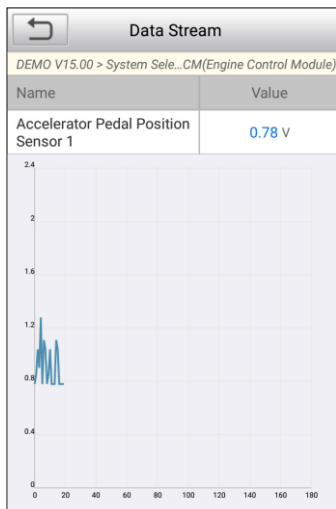 Data Stream
DEMO V15.00 > System Sele...CM(Engine Control Module)
Name Value
Accelerator Pedal Position
Sensor 1
0.78 V
2.4
2
1.6
1.2
0.8
0.4
0
0 20 40 60 80 100 120 140 160 180